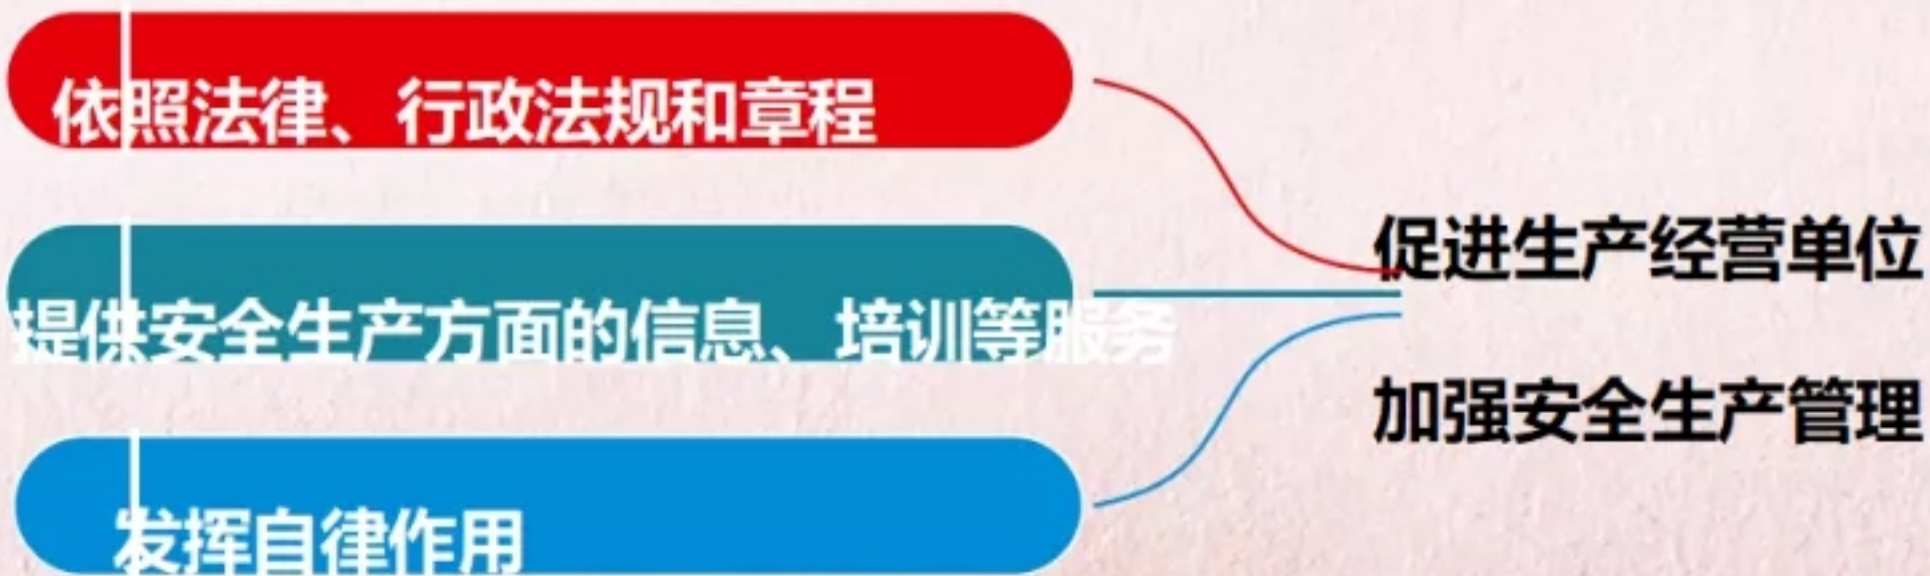 依照法律、行政法规和章程
提供安全生产方面的信息、培训等服务
发挥自律作用
促进生产经营单位
加强安全生产管理